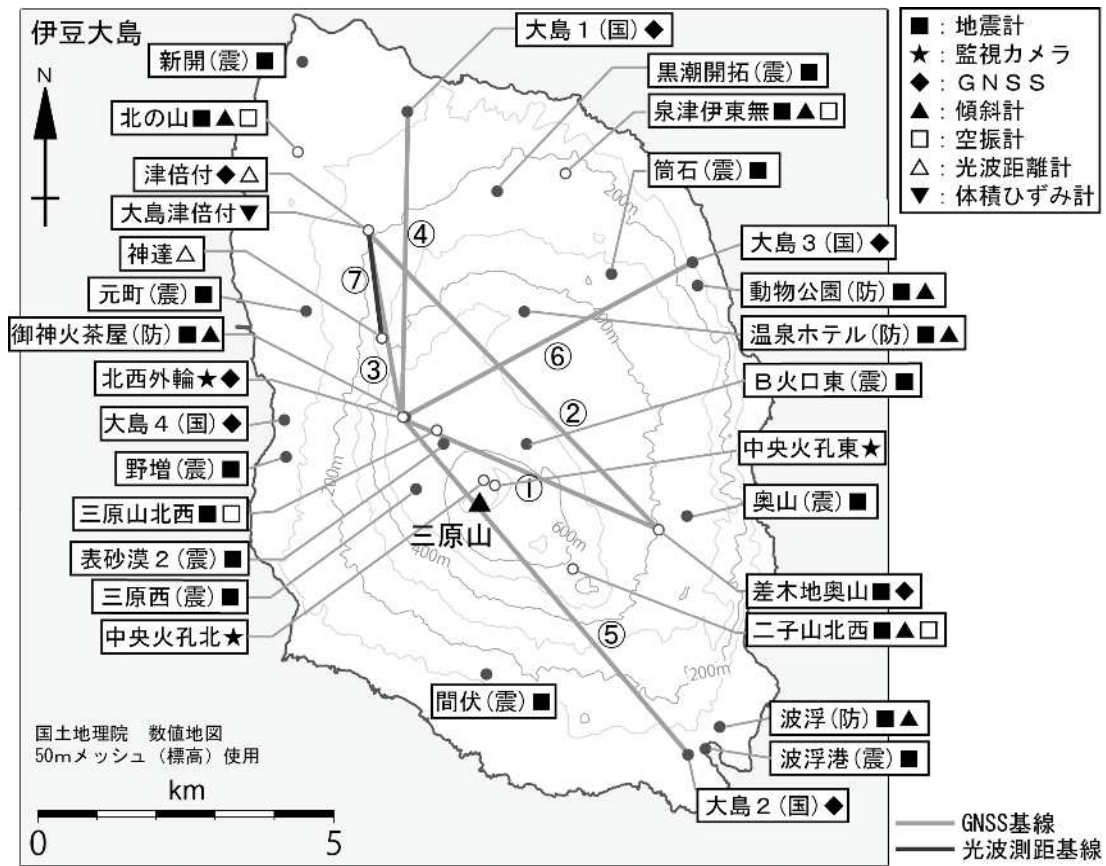 伊豆大島
N
新開(震)■
北の山■▲□
津倍付◆△
大島津倍付▼
神達△
元町(震)■
御神火茶屋(防)■▲
北西外輪★◆
大島4(国)◆
野増(震)■
三原山北西■□
表砂漠2(震)■
三原西(震)■
中央火孔北★
大島1(国)◆
黒潮開拓(震)■
泉津伊東無■▲□
筒石(震)■
大島3(国)◆
動物公園(防)■▲
温泉ホテル(防)■▲
B火口東(震)■
中央火孔東★
奥山(震)■
差木地奥山■◆
二子山北西■▲□
波浮(防)■▲
波浮港(震)■
大島2(国)◆
間伏(震)■
④
⑦
③
⑥
②
①
⑤
三原山
200m
200m
400m
600m
200m
国土地理院 数値地図
50mメッシュ(標高)使用
km
0 5
■:地震計
★:監視カメラ
◆:GNSS
▲:傾斜計
□:空振計
△:光波距離計
▼:体積ひずみ計
GNSS基線
光波測距基線